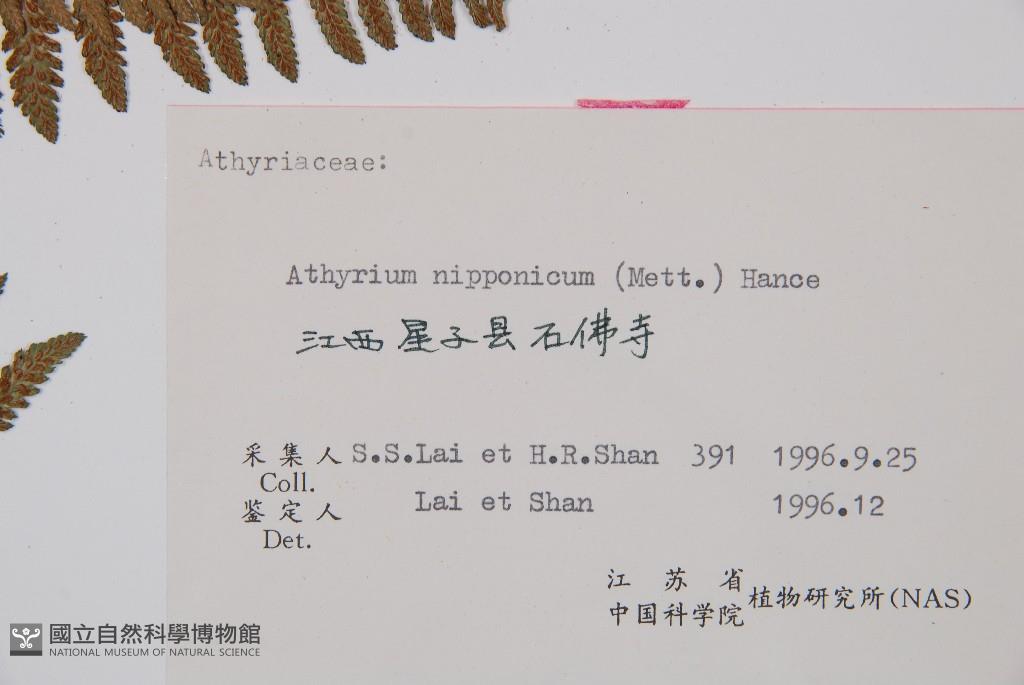 Athyriaceae:
Athyrium nipponicum (Mett.) Hance
江西星子县石佛寺
采集人 S.S.Lai et H.R.Shan 391 1996.9.25
Coll.
鉴定人 Lai et Shan 1996.12
Det.
江苏省
中国科学院 植物研究所(NAS)
國立自然科學博物館
NATIONAL MUSEUM OF NATURAL SCIENCE